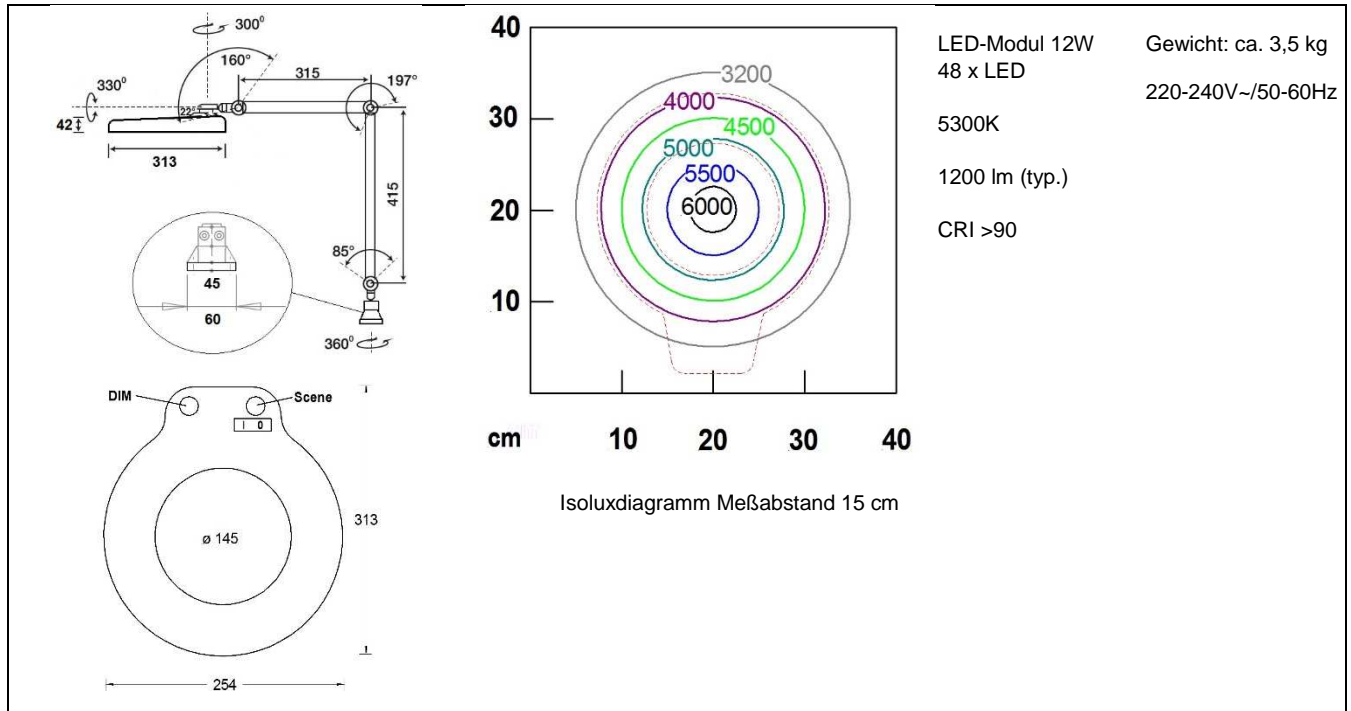 300°
160°
315
197°
330°
22°
42
313
415
85°
45
60
360°
DIM
Scene
I 0
ø 145
313
254
40
30
20
10
3200
4000
4500
5000
5500
6000
cm 10 20 30 40
Isoluxdiagramm Meßabstand 15 cm
LED-Modul 12W
48 x LED
5300K
1200 lm (typ.)
CRI >90
Gewicht: ca. 3,5 kg
220-240V~/50-60Hz